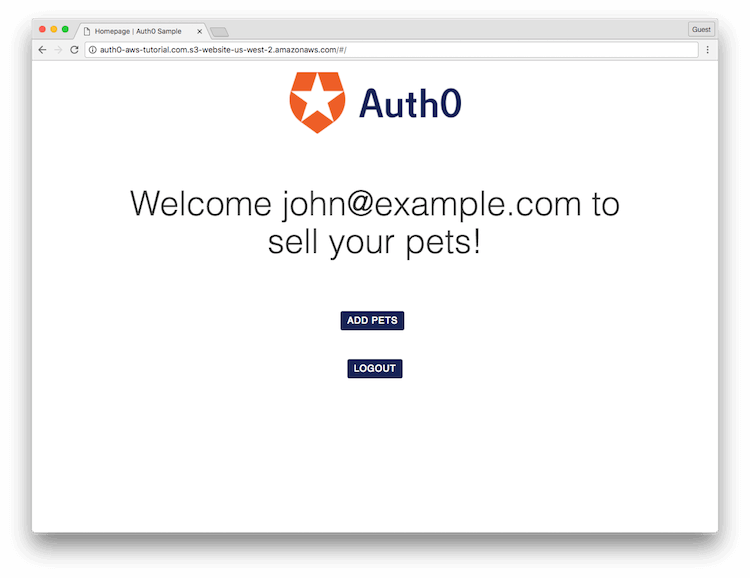 Homepage | Auth0 Sample
Guest
auth0-aws-tutorial.com.s3-website-us-west-2.amazonaws.com/#/
Auth0
Welcome john@example.com to
sell your pets!
ADD PETS
LOGOUT